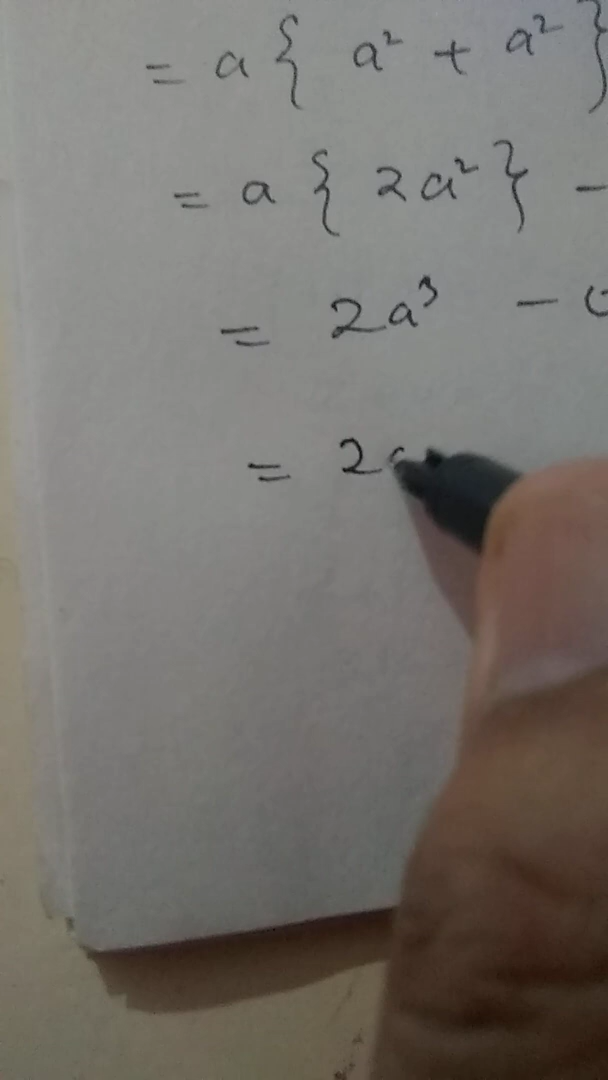 = a { a² + a² }
= a { 2a² } -
= 2a³ -
= 2